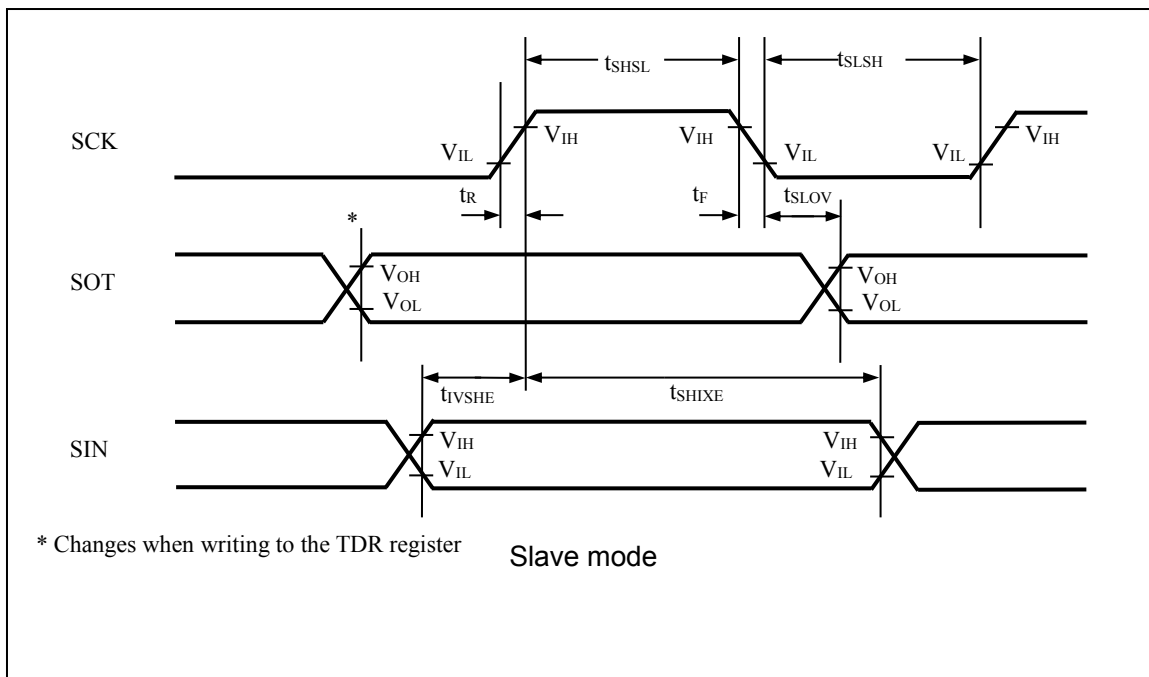 tSHSL
tSLSH
SCK
VIH
VIH
VIH
VIL
VIL
VIL
tR
tF
tSLOV
*
SOT
VOH
VOH
VOL
VOL
tIVSHE
tSHIXE
SIN
VIH
VIH
VIL
VIL
* Changes when writing to the TDR register
Slave mode